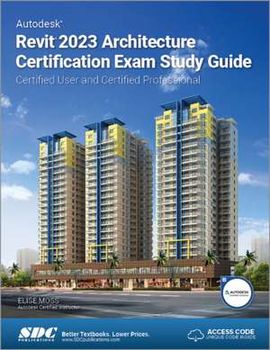 Autodesk®
Revit 2023 Architecture
Certification Exam Study Guide
Certified User and Certified Professional
ELISE MOSS
Autodesk Certified Instructor
AUTODESK
SDC
PUBLICATIONS
Better Textbooks. Lower Prices.
www.SDCpublications.com
ACCESS CODE
UNIQUE CODE INSIDE